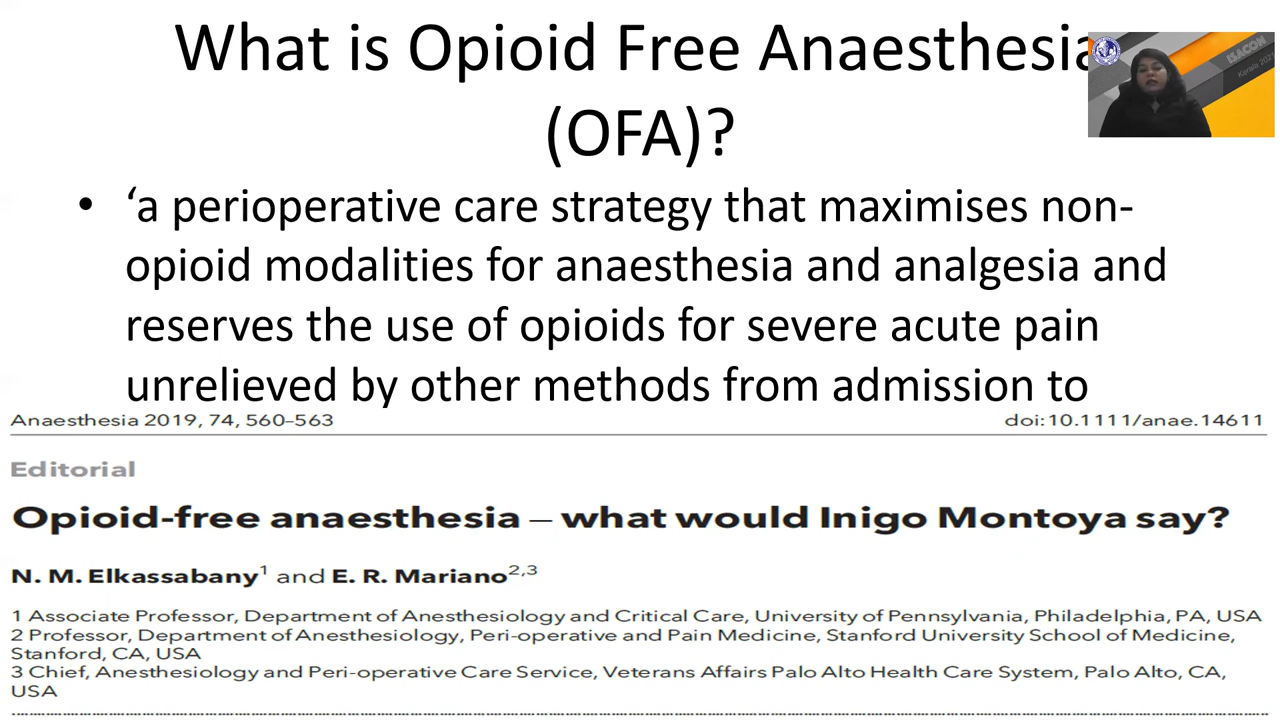 What is Opioid Free Anaesthesia
(OFA)?
ISACON
Kerala 2021
• ‘a perioperative care strategy that maximises non-
opioid modalities for anaesthesia and analgesia and
reserves the use of opioids for severe acute pain
unrelieved by other methods from admission to
Anaesthesia 2019, 74, 560–563
doi:10.1111/anae.14611
Editorial
Opioid-free anaesthesia – what would Inigo Montoya say?
N. M. Elkassabany1 and E. R. Mariano2,3
1 Associate Professor, Department of Anesthesiology and Critical Care, University of Pennsylvania, Philadelphia, PA, USA
2 Professor, Department of Anesthesiology, Peri-operative and Pain Medicine, Stanford University School of Medicine,
Stanford, CA, USA
3 Chief, Anesthesiology and Peri-operative Care Service, Veterans Affairs Palo Alto Health Care System, Palo Alto, CA,
USA